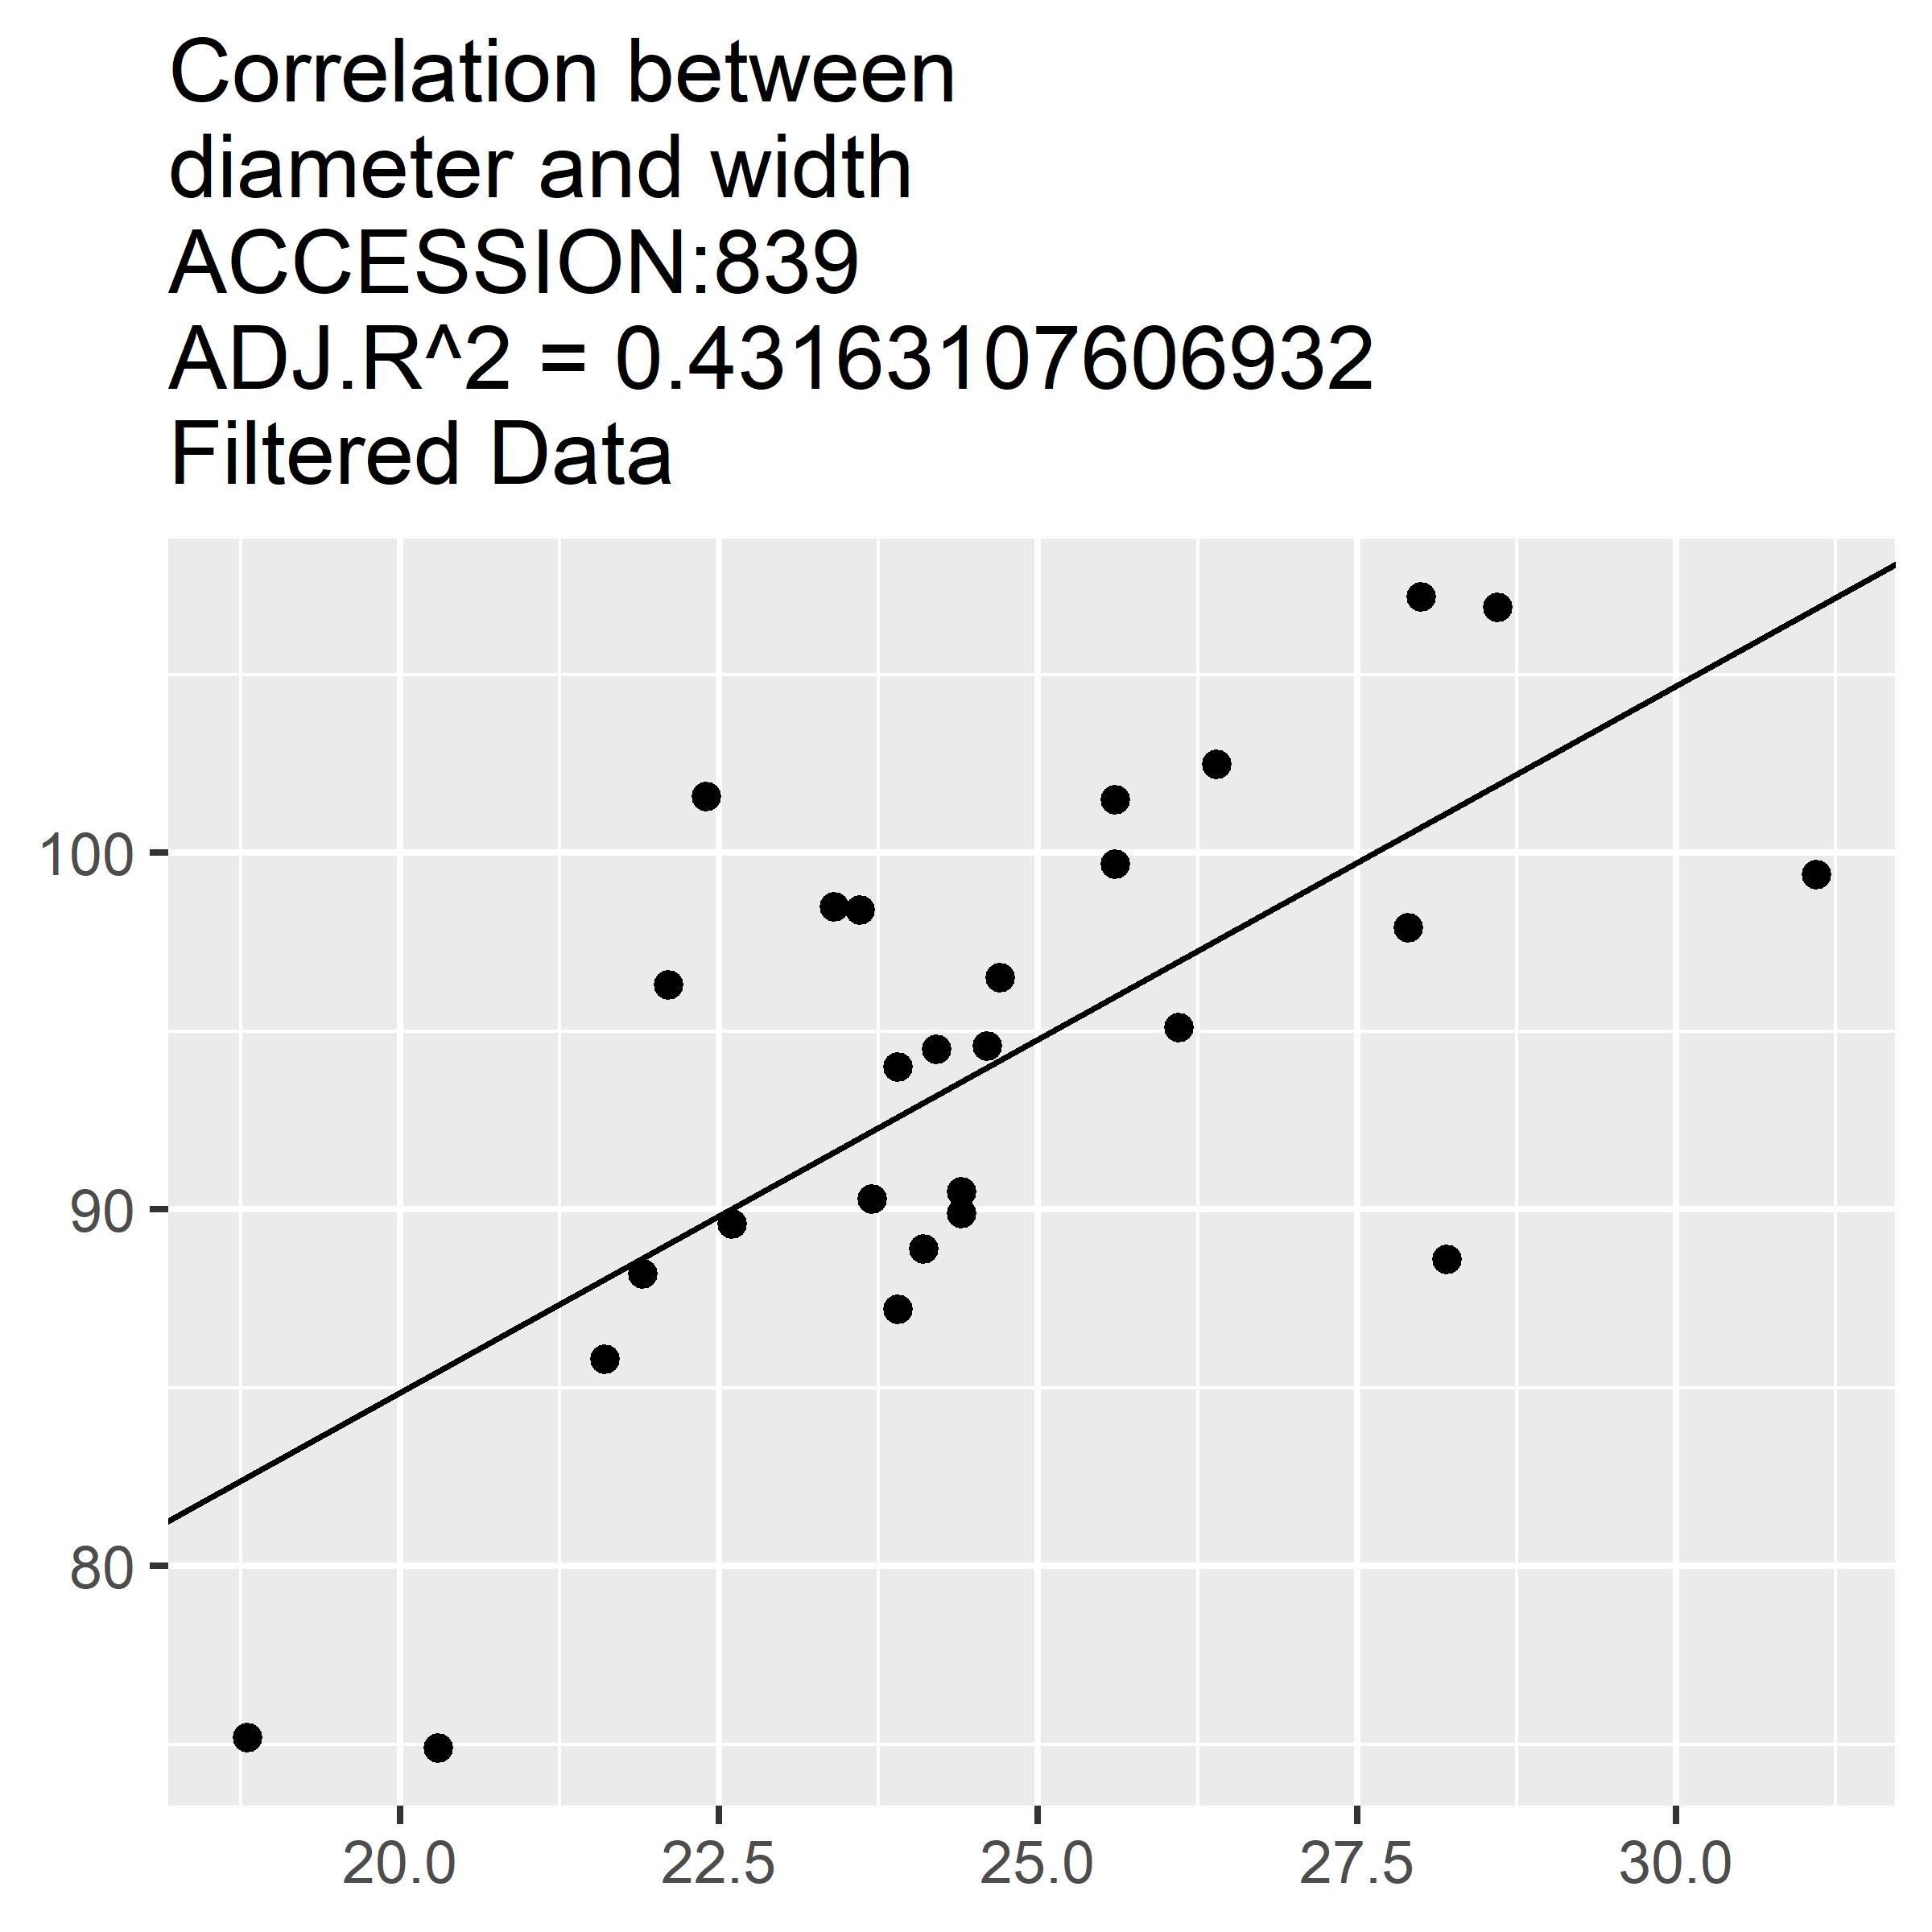 Correlation between
diameter and width
ACCESSION:839
ADJ.R^2 = 0.431631107606932
Filtered Data
100
90
80
20.0 22.5 25.0 27.5 30.0